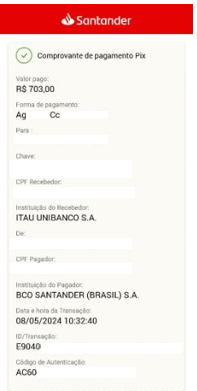 Santander
Comprovante de pagamento Pix
Valor pago:
R$ 703,00
Forma de pagamento:
Ag Cc
Para :
Chave:
CPF Recebedor:
Instituição do Recebedor:
ITAU UNIBANCO S.A.
De:
CPF Pagador:
Instituição do Pagador:
BCO SANTANDER (BRASIL) S.A.
Data e hora da Transação:
08/05/2024 10:32:40
ID/Transação:
E9040
Código de Autenticação:
AC60